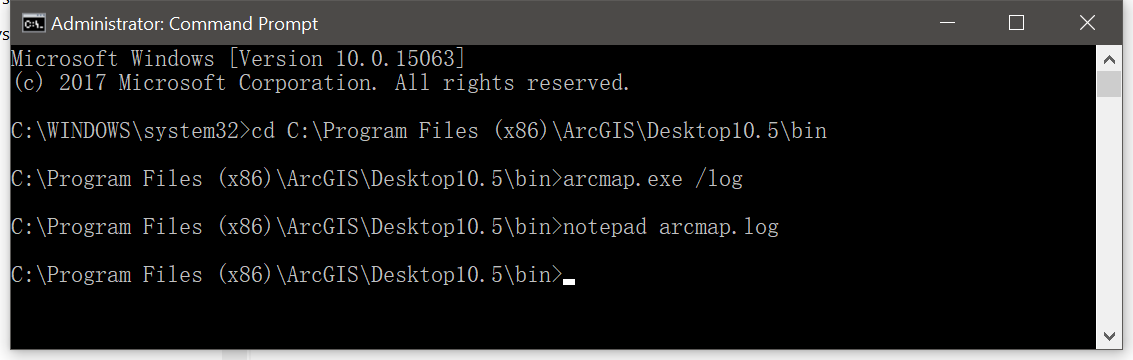 Administrator: Command Prompt
Microsoft Windows [Version 10.0.15063]
(c) 2017 Microsoft Corporation. All rights reserved.
C:\WINDOWS\system32>cd C:\Program Files (x86)\ArcGIS\Desktop10.5\bin
C:\Program Files (x86)\ArcGIS\Desktop10.5\bin>arcmap.exe /log
C:\Program Files (x86)\ArcGIS\Desktop10.5\bin>notepad arcmap.log
C:\Program Files (x86)\ArcGIS\Desktop10.5\bin>